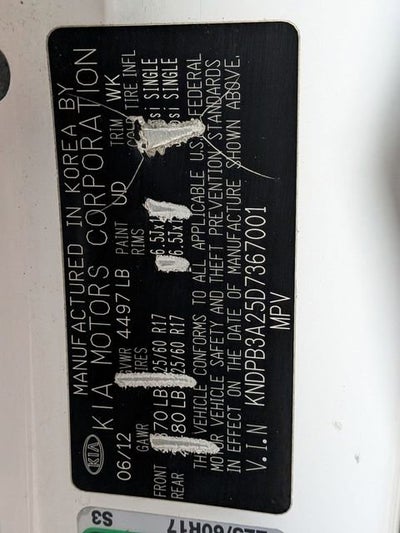 KIA
MANUFACTURED IN KOREA BY
KIA MOTORS CORPORATION
06/12 GVWR 4497 LB PAINT UD TRIM WK
GAWR TIRES RIMS TIRE INFL
FRONT 70 LB 25/60 R17 6.5Jx1 si SINGLE
REAR 80 LB 25/60 R17 6.5Jx1 si SINGLE
THIS VEHICLE CONFORMS TO ALL APPLICABLE U.S. FEDERAL
MOTOR VEHICLE SAFETY AND THEFT PREVENTION STANDARDS
IN EFFECT ON THE DATE OF MANUFACTURE SHOWN ABOVE.
V.I.N KNDPB3A25D7367001
MPV
S3
225/60R17